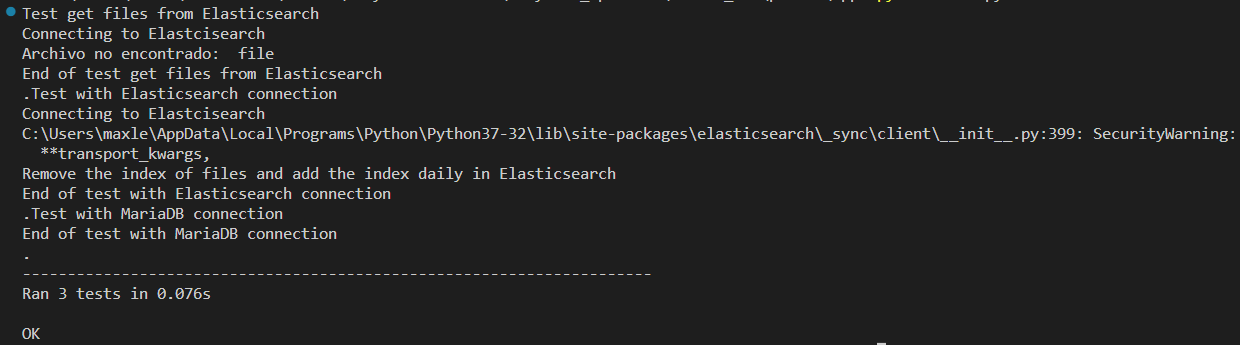 Test get files from Elasticsearch
Connecting to Elastcisearch
Archivo no encontrado:  file
End of test get files from Elasticsearch
.Test with Elasticsearch connection
Connecting to Elastcisearch
C:\Users\maxle\AppData\Local\Programs\Python\Python37-32\lib\site-packages\elasticsearch\_sync\client\__init__.py:399: SecurityWarning:
  **transport_kwargs,
Remove the index of files and add the index daily in Elasticsearch
End of test with Elasticsearch connection
.Test with MariaDB connection
End of test with MariaDB connection
.
----------------------------------------------------------------------
Ran 3 tests in 0.076s
OK